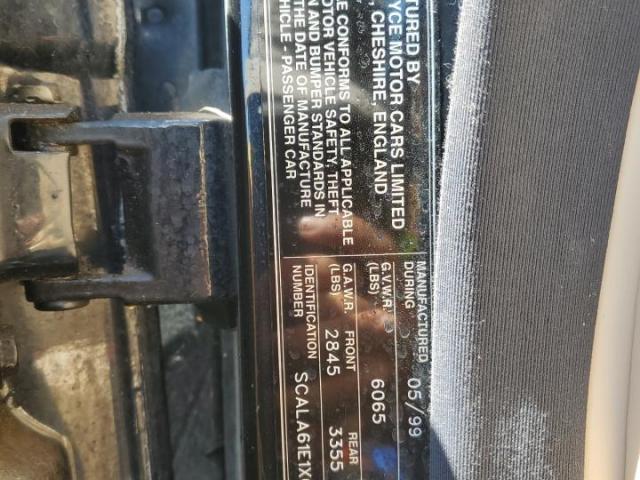 TURED BY
YCE MOTOR CARS LIMITED
, CHESHIRE, ENGLAND
LE CONFORMS TO ALL APPLICABLE
OTOR VEHICLE SAFETY, THEFT
N AND BUMPER STANDARDS IN
THE DATE OF MANUFACTURE
EHICLE - PASSENGER CAR
MANUFACTURED
DURING 05/99
G.V.W.R.
(LBS) 6065
G.A.W.R. FRONT REAR
(LBS) 2845 3355
IDENTIFICATION
NUMBER SCALA61E1X